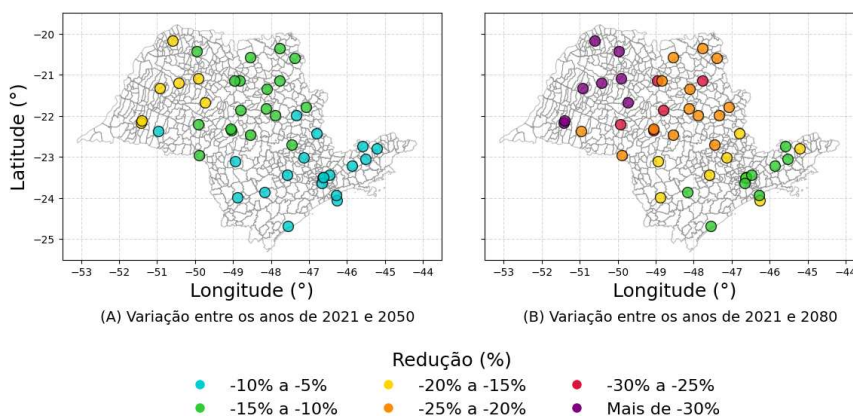 −20
−21
−22
−23
−24
−25
Latitude (°)
−53 −52 −51 −50 −49 −48 −47 −46 −45 −44
Longitude (°)
(A) Variação entre os anos de 2021 e 2050
−53 −52 −51 −50 −49 −48 −47 −46 −45 −44
Longitude (°)
(B) Variação entre os anos de 2021 e 2080
Redução (%)
-10% a -5% -20% a -15% -30% a -25%
-15% a -10% -25% a -20% Mais de -30%